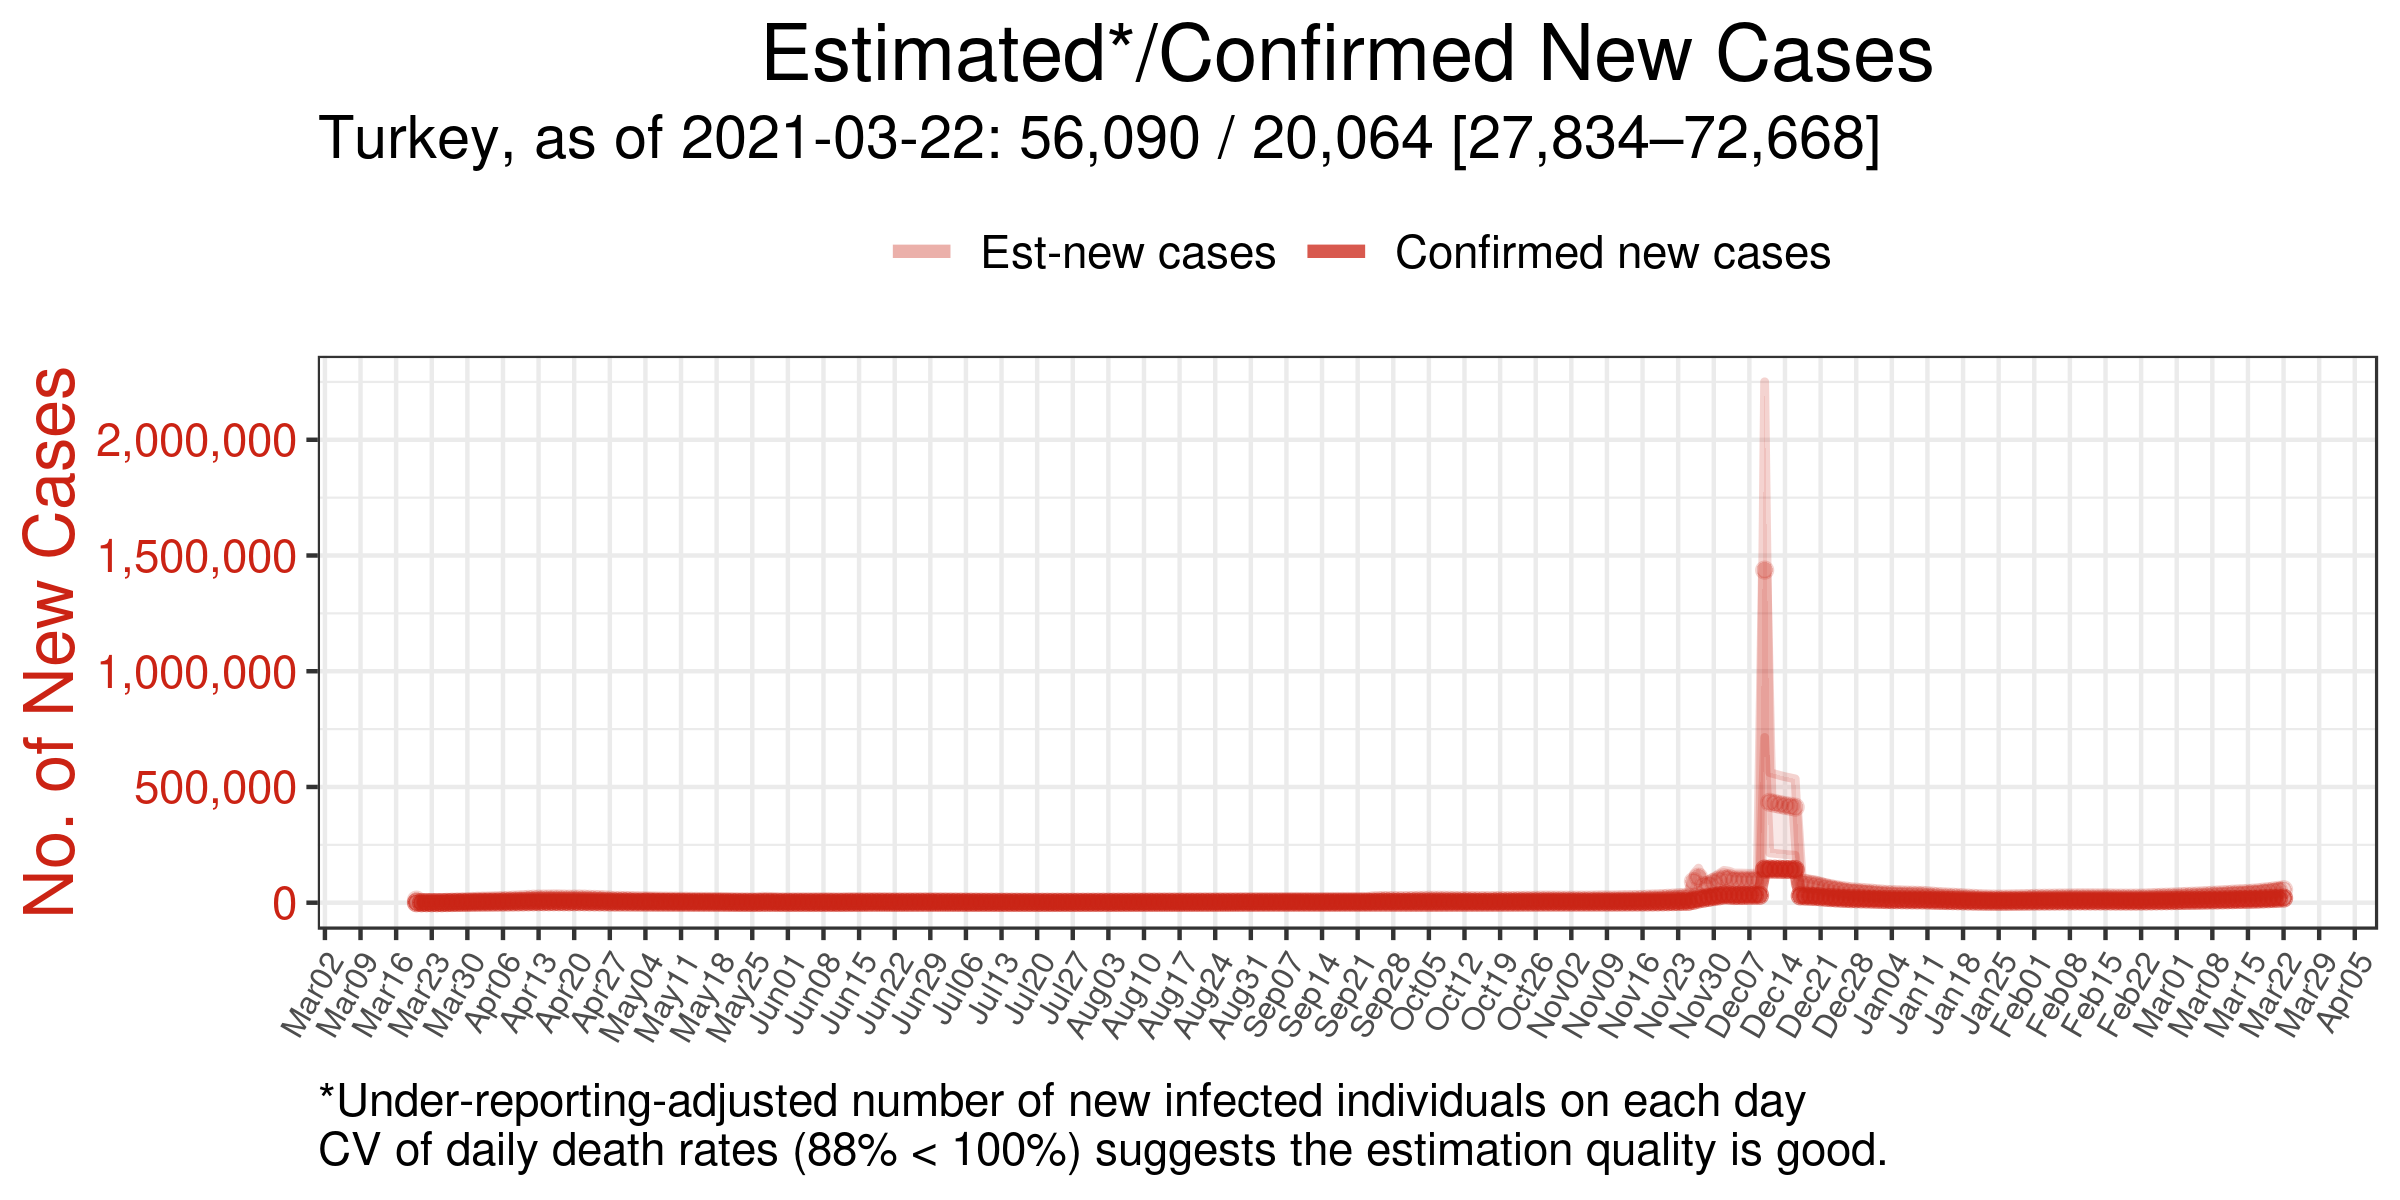 Estimated*/Confirmed New Cases
Turkey, as of 2021-03-22: 56,090 / 20,064 [27,834–72,668]
Est-new cases
Confirmed new cases
No. of New Cases
2,000,000
1,500,000
1,000,000
500,000
0
Mar02
Mar09
Mar16
Mar23
Mar30
Apr06
Apr13
Apr20
Apr27
May04
May11
May18
May25
Jun01
Jun08
Jun15
Jun22
Jun29
Jul06
Jul13
Jul20
Jul27
Aug03
Aug10
Aug17
Aug24
Aug31
Sep07
Sep14
Sep21
Sep28
Oct05
Oct12
Oct19
Oct26
Nov02
Nov09
Nov16
Nov23
Nov30
Dec07
Dec14
Dec21
Dec28
Jan04
Jan11
Jan18
Jan25
Feb01
Feb08
Feb15
Feb22
Mar01
Mar08
Mar15
Mar22
Mar29
Apr05
*Under-reporting-adjusted number of new infected individuals on each day
CV of daily death rates (88% < 100%) suggests the estimation quality is good.